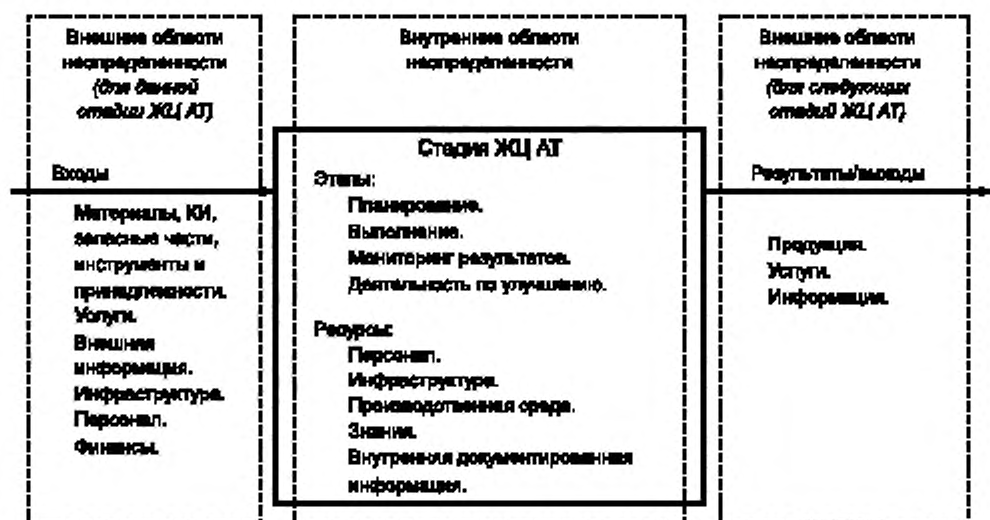 Внешние области
неопределенности
(для данной
стадии ЖЦ АТ)
Входы
Материалы, КИ,
запасные части,
инструменты и
принадлежности.
Услуги.
Внешняя
информация.
Инфраструктура.
Персонал.
Финансы.
Внутренние области
неопределенности
Стадия ЖЦ АТ
Этапы:
Планирование.
Выполнение.
Мониторинг результатов.
Деятельность по улучшению.
Ресурсы:
Персонал.
Инфраструктура.
Производственная среда.
Знания.
Внутренняя документированная
информация.
Внешние области
неопределенности
(для следующих
стадий ЖЦ АТ)
Результаты/выходы
Продукция.
Услуги.
Информация.